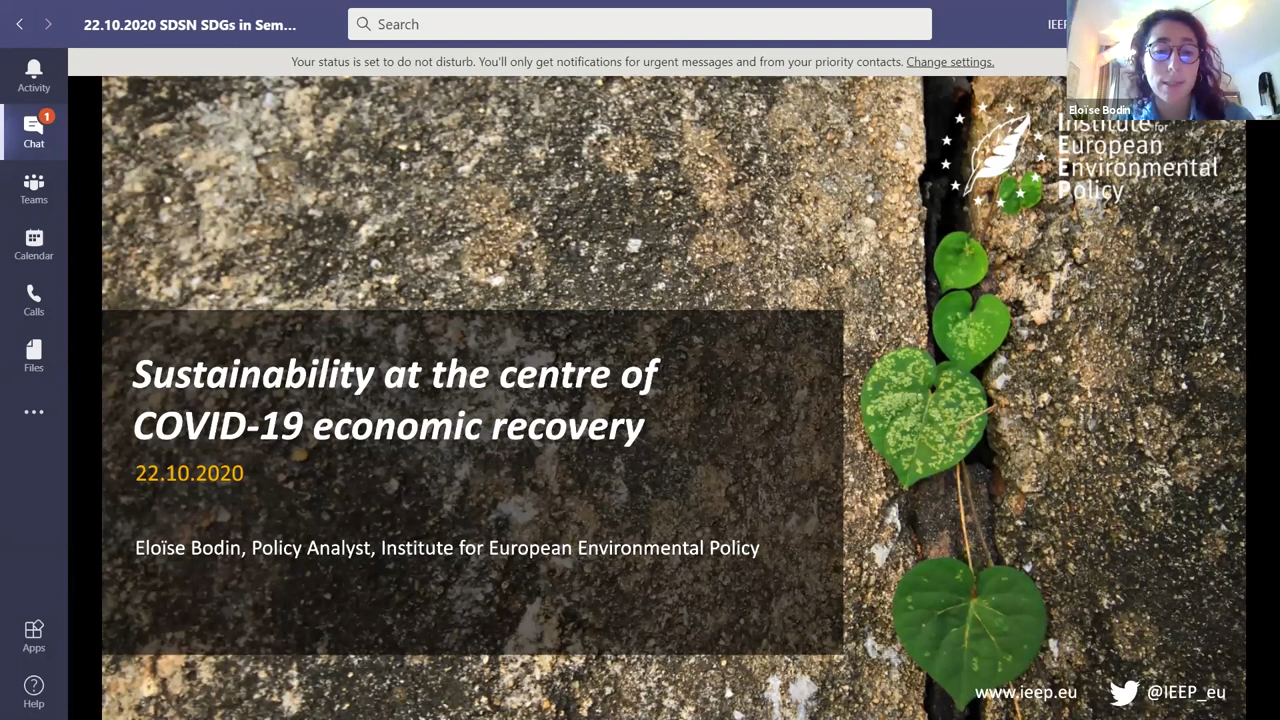 22.10.2020 SDSN SDGs in Sem...
Search
IEEP
Your status is set to do not disturb. You'll only get notifications for urgent messages and from your priority contacts. Change settings.
Activity
1
Chat
Teams
Calendar
Calls
Files
Apps
Help
Eloïse Bodin
Institute for
European
Environmental
Policy
Sustainability at the centre of
COVID-19 economic recovery
22.10.2020
Eloïse Bodin, Policy Analyst, Institute for European Environmental Policy
www.ieep.eu
@IEEP_eu